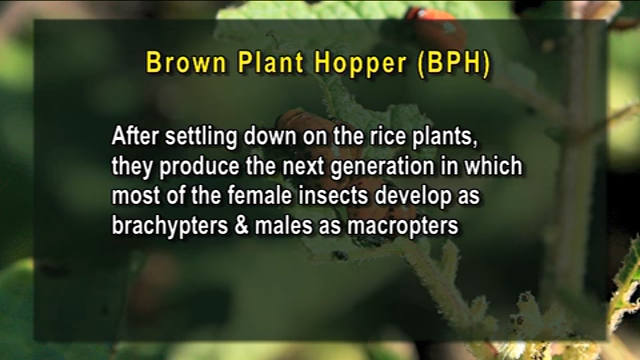 Brown Plant Hopper (BPH)
After settling down on the rice plants,
they produce the next generation in which
most of the female insects develop as
brachypters & males as macropters